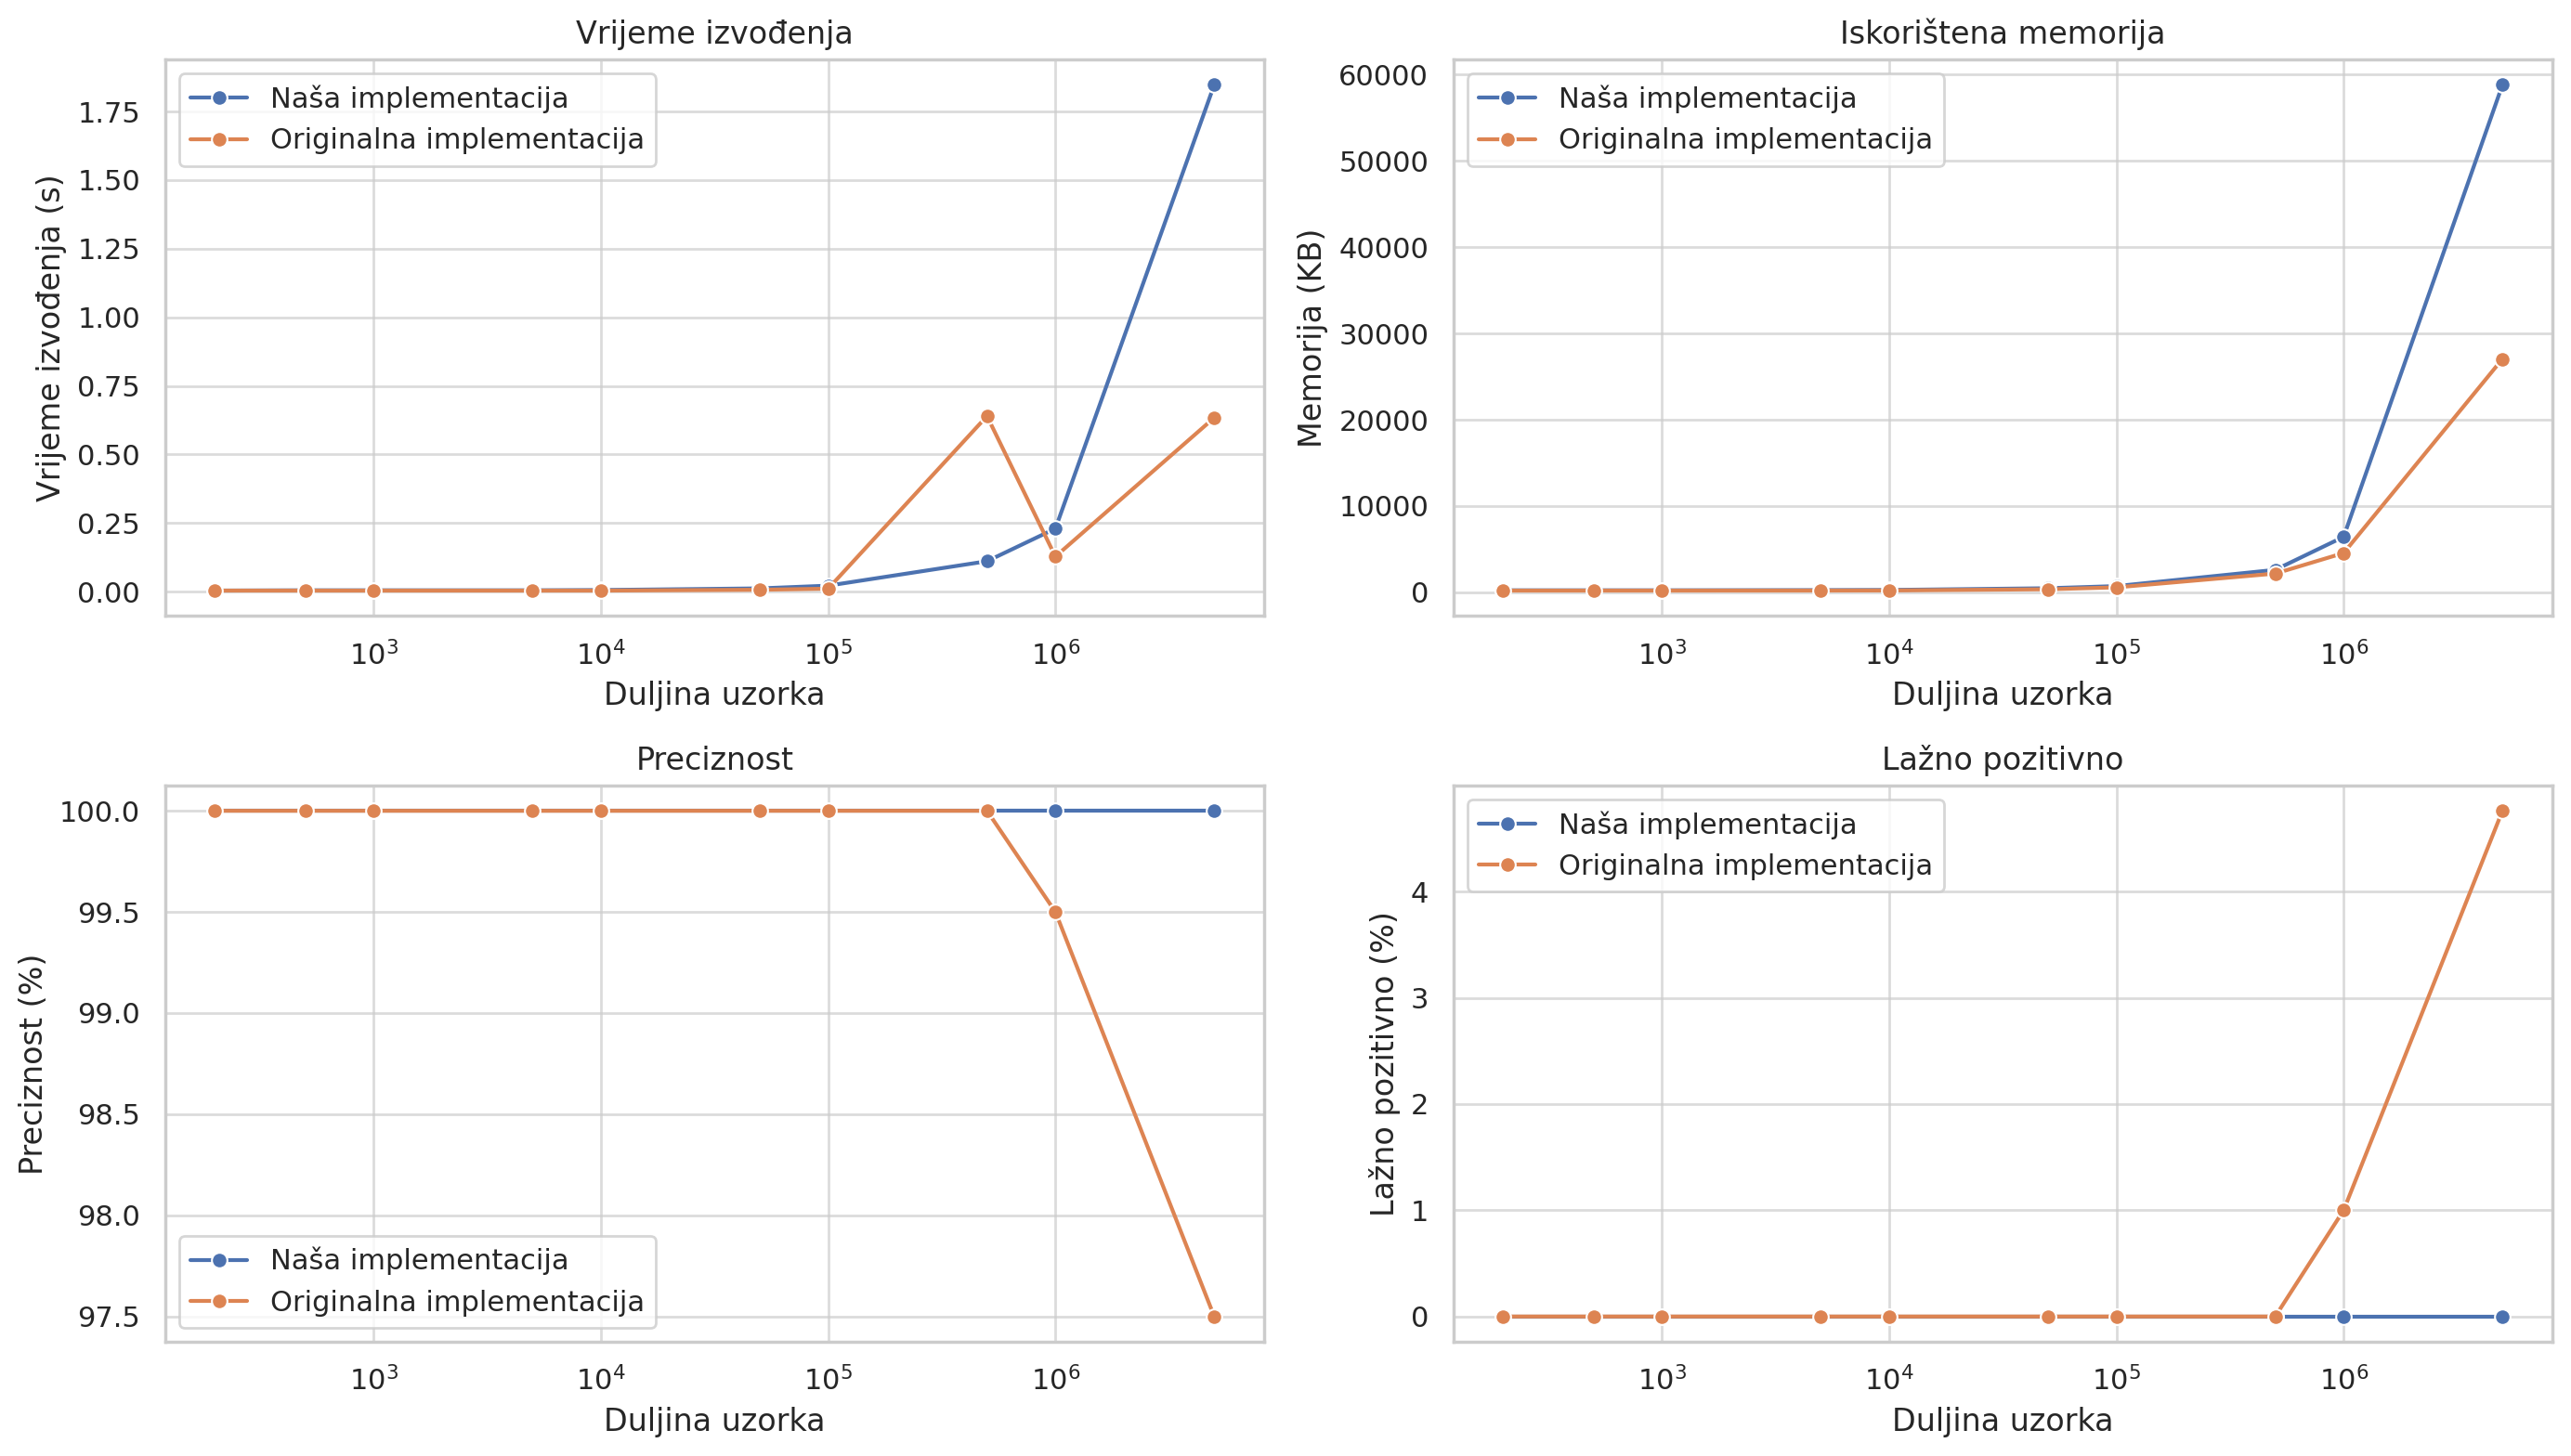 Vrijeme izvođenja
Naša implementacija
Originalna implementacija
Vrijeme izvođenja (s)
1.75
1.50
1.25
1.00
0.75
0.50
0.25
0.00
10³ 10⁴ 10⁵ 10⁶
Duljina uzorka
Iskorištena memorija
Naša implementacija
Originalna implementacija
Memorija (KB)
60000
50000
40000
30000
20000
10000
0
10³ 10⁴ 10⁵ 10⁶
Duljina uzorka
Preciznost
Preciznost (%)
100.0
99.5
99.0
98.5
98.0
97.5
Naša implementacija
Originalna implementacija
10³ 10⁴ 10⁵ 10⁶
Duljina uzorka
Lažno pozitivno
Naša implementacija
Originalna implementacija
Lažno pozitivno (%)
4
3
2
1
0
10³ 10⁴ 10⁵ 10⁶
Duljina uzorka